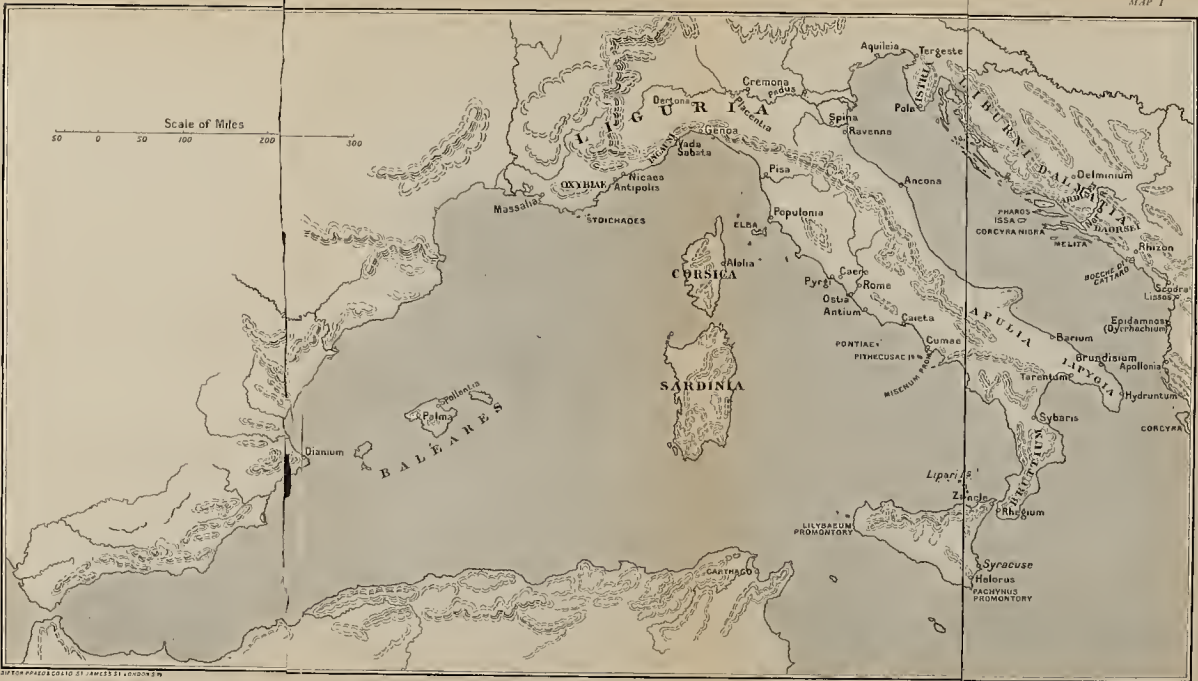 MAP I
Scale of Miles
50 0 50 100 200 300
Aquileia
Tergeste
ISTRIA
Pola
LIBURNI
DALMATIA
Delminium
ARDIAEI
DAORSEI
PHAROS
ISSA
CORCYRA NIGRA
MELITA
Rhizon
BOCCHE DI
CATTARO
Scodra
Lissos
Epidamnos
(Dyrrhachium)
Apollonia
CORCYRA
LIGURIA
Cremona
Padus
Placentia
Dertona
Genoa
Vada
Sabata
INGAUNI
Spina
Ravenna
OXYBIAE
Nicaea
Antipolis
Massalia
STOICHADES
Pisa
Ancona
Populonia
ELBA
CORSICA
Alalia
Caere
Pyrgi
Rome
Ostia
Antium
Caieta
PONTIAE
PITHECUSAE Is
Cumae
MISENUM PROM
APULIA
Barium
Brundisium
IAPYGIA
Tarentum
Hydruntum
Sybaris
BRUTTIUM
SARDINIA
Pollentia
Palma
BALEARES
Dianium
Lipari Is
Zancle
Rhegium
LILYBAEUM
PROMONTORY
Syracuse
Helorus
PACHYNUS
PROMONTORY
CARTHAGO